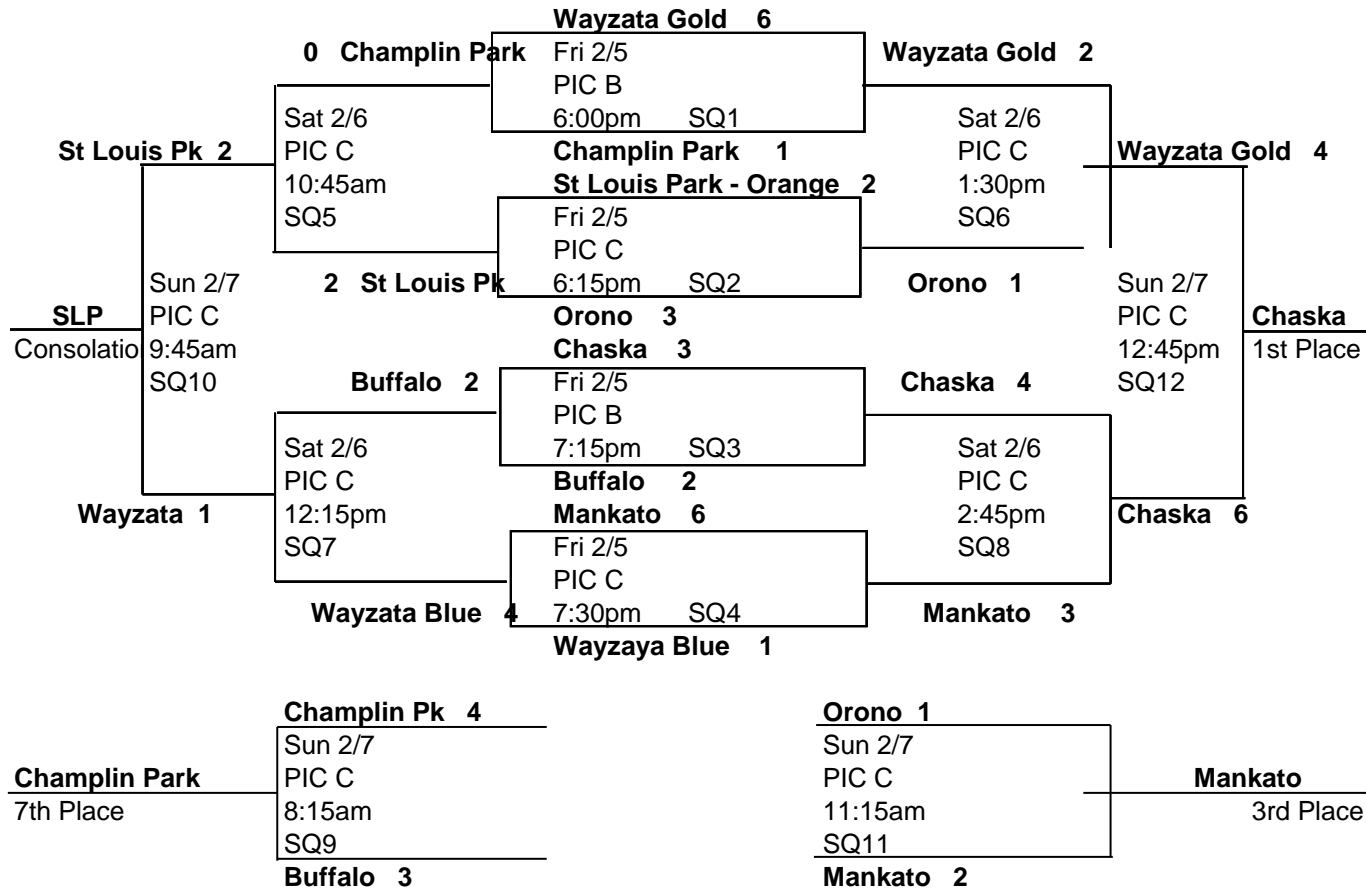 Wayzata Gold 6
0 Champlin Park Fri 2/5 Wayzata Gold 2
PIC B
Sat 2/6 6:00pm SQ1 Sat 2/6
St Louis Pk 2 PIC C Champlin Park 1 PIC C Wayzata Gold 4
10:45am St Louis Park - Orange 2 1:30pm
SQ5 Fri 2/5 SQ6
PIC C
Sun 2/7 2 St Louis Pk 6:15pm SQ2 Orono 1 Sun 2/7
SLP PIC C Orono 3 PIC C Chaska
Consolatio 9:45am Chaska 3 12:45pm 1st Place
SQ10 Buffalo 2 Fri 2/5 Chaska 4 SQ12
PIC B
Sat 2/6 7:15pm SQ3 Sat 2/6
PIC C Buffalo 2 PIC C
Wayzata 1 12:15pm Mankato 6 2:45pm Chaska 6
SQ7 Fri 2/5 SQ8
PIC C
Wayzata Blue 4 7:30pm SQ4 Mankato 3
Wayzaya Blue 1
Champlin Pk 4 Orono 1
Sun 2/7 Sun 2/7
Champlin Park PIC C PIC C Mankato
7th Place 8:15am 11:15am 3rd Place
SQ9 SQ11
Buffalo 3 Mankato 2